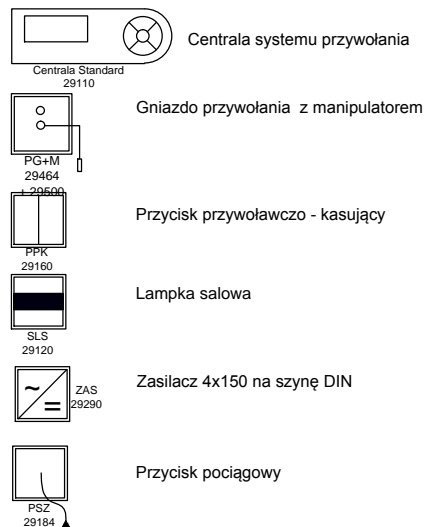 Centrala systemu przywołania
Centrala Standard
29110
Gniazdo przywołania z manipulatorem
PG+M
29464
+ 29500
Przycisk przywoławczo - kasujący
PPK
29160
Lampka salowa
SLS
29120
Zasilacz 4x150 na szynę DIN
ZAS
29290
Przycisk pociągowy
PSZ
29184